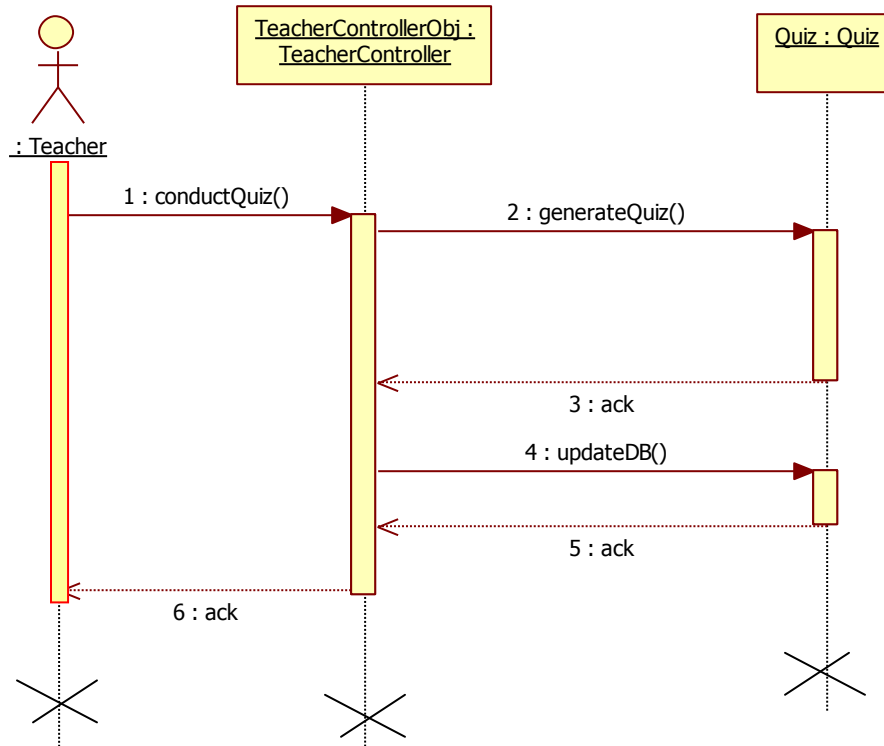 TeacherControllerObj :
TeacherController
Quiz : Quiz
: Teacher
1 : conductQuiz()
2 : generateQuiz()
3 : ack
4 : updateDB()
5 : ack
6 : ack